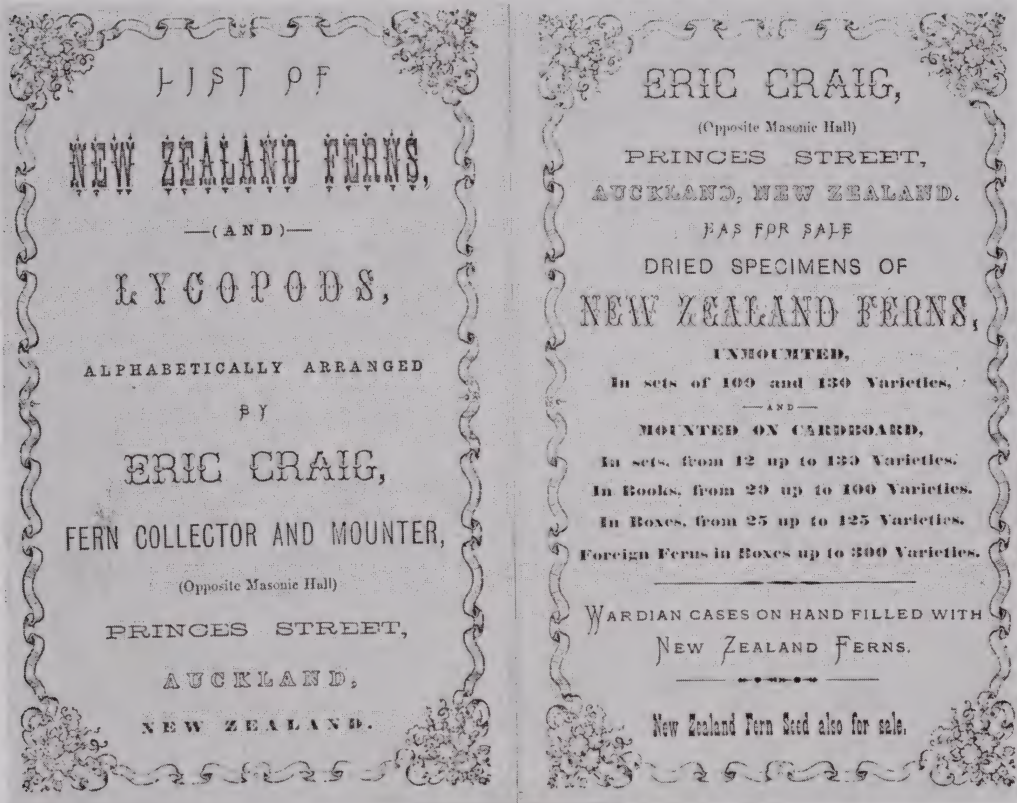 LIST OF
NEW ZEALAND FERNS,
—(AND)—
LYCOPODS,
ALPHABETICALLY ARRANGED
BY
ERIC CRAIG,
FERN COLLECTOR AND MOUNTER,
(Opposite Masonic Hall)
PRINCES STREET,
AUCKLAND,
NEW ZEALAND.
ERIC CRAIG,
(Opposite Masonic Hall)
PRINCES STREET,
AUCKLAND, NEW ZEALAND.
HAS FOR SALE
DRIED SPECIMENS OF
NEW ZEALAND FERNS,
UNMOUMTED,
In sets of 100 and 130 Varieties,
—AND—
MOUNTED ON CARDBOARD,
In sets, from 12 up to 130 Varieties.
In Books, from 20 up to 100 Varieties.
In Boxes, from 25 up to 125 Varieties.
Foreign Ferns in Boxes up to 300 Varieties.
WARDIAN CASES ON HAND FILLED WITH
NEW ZEALAND FERNS.
New Zealand Fern Seed also for sale.